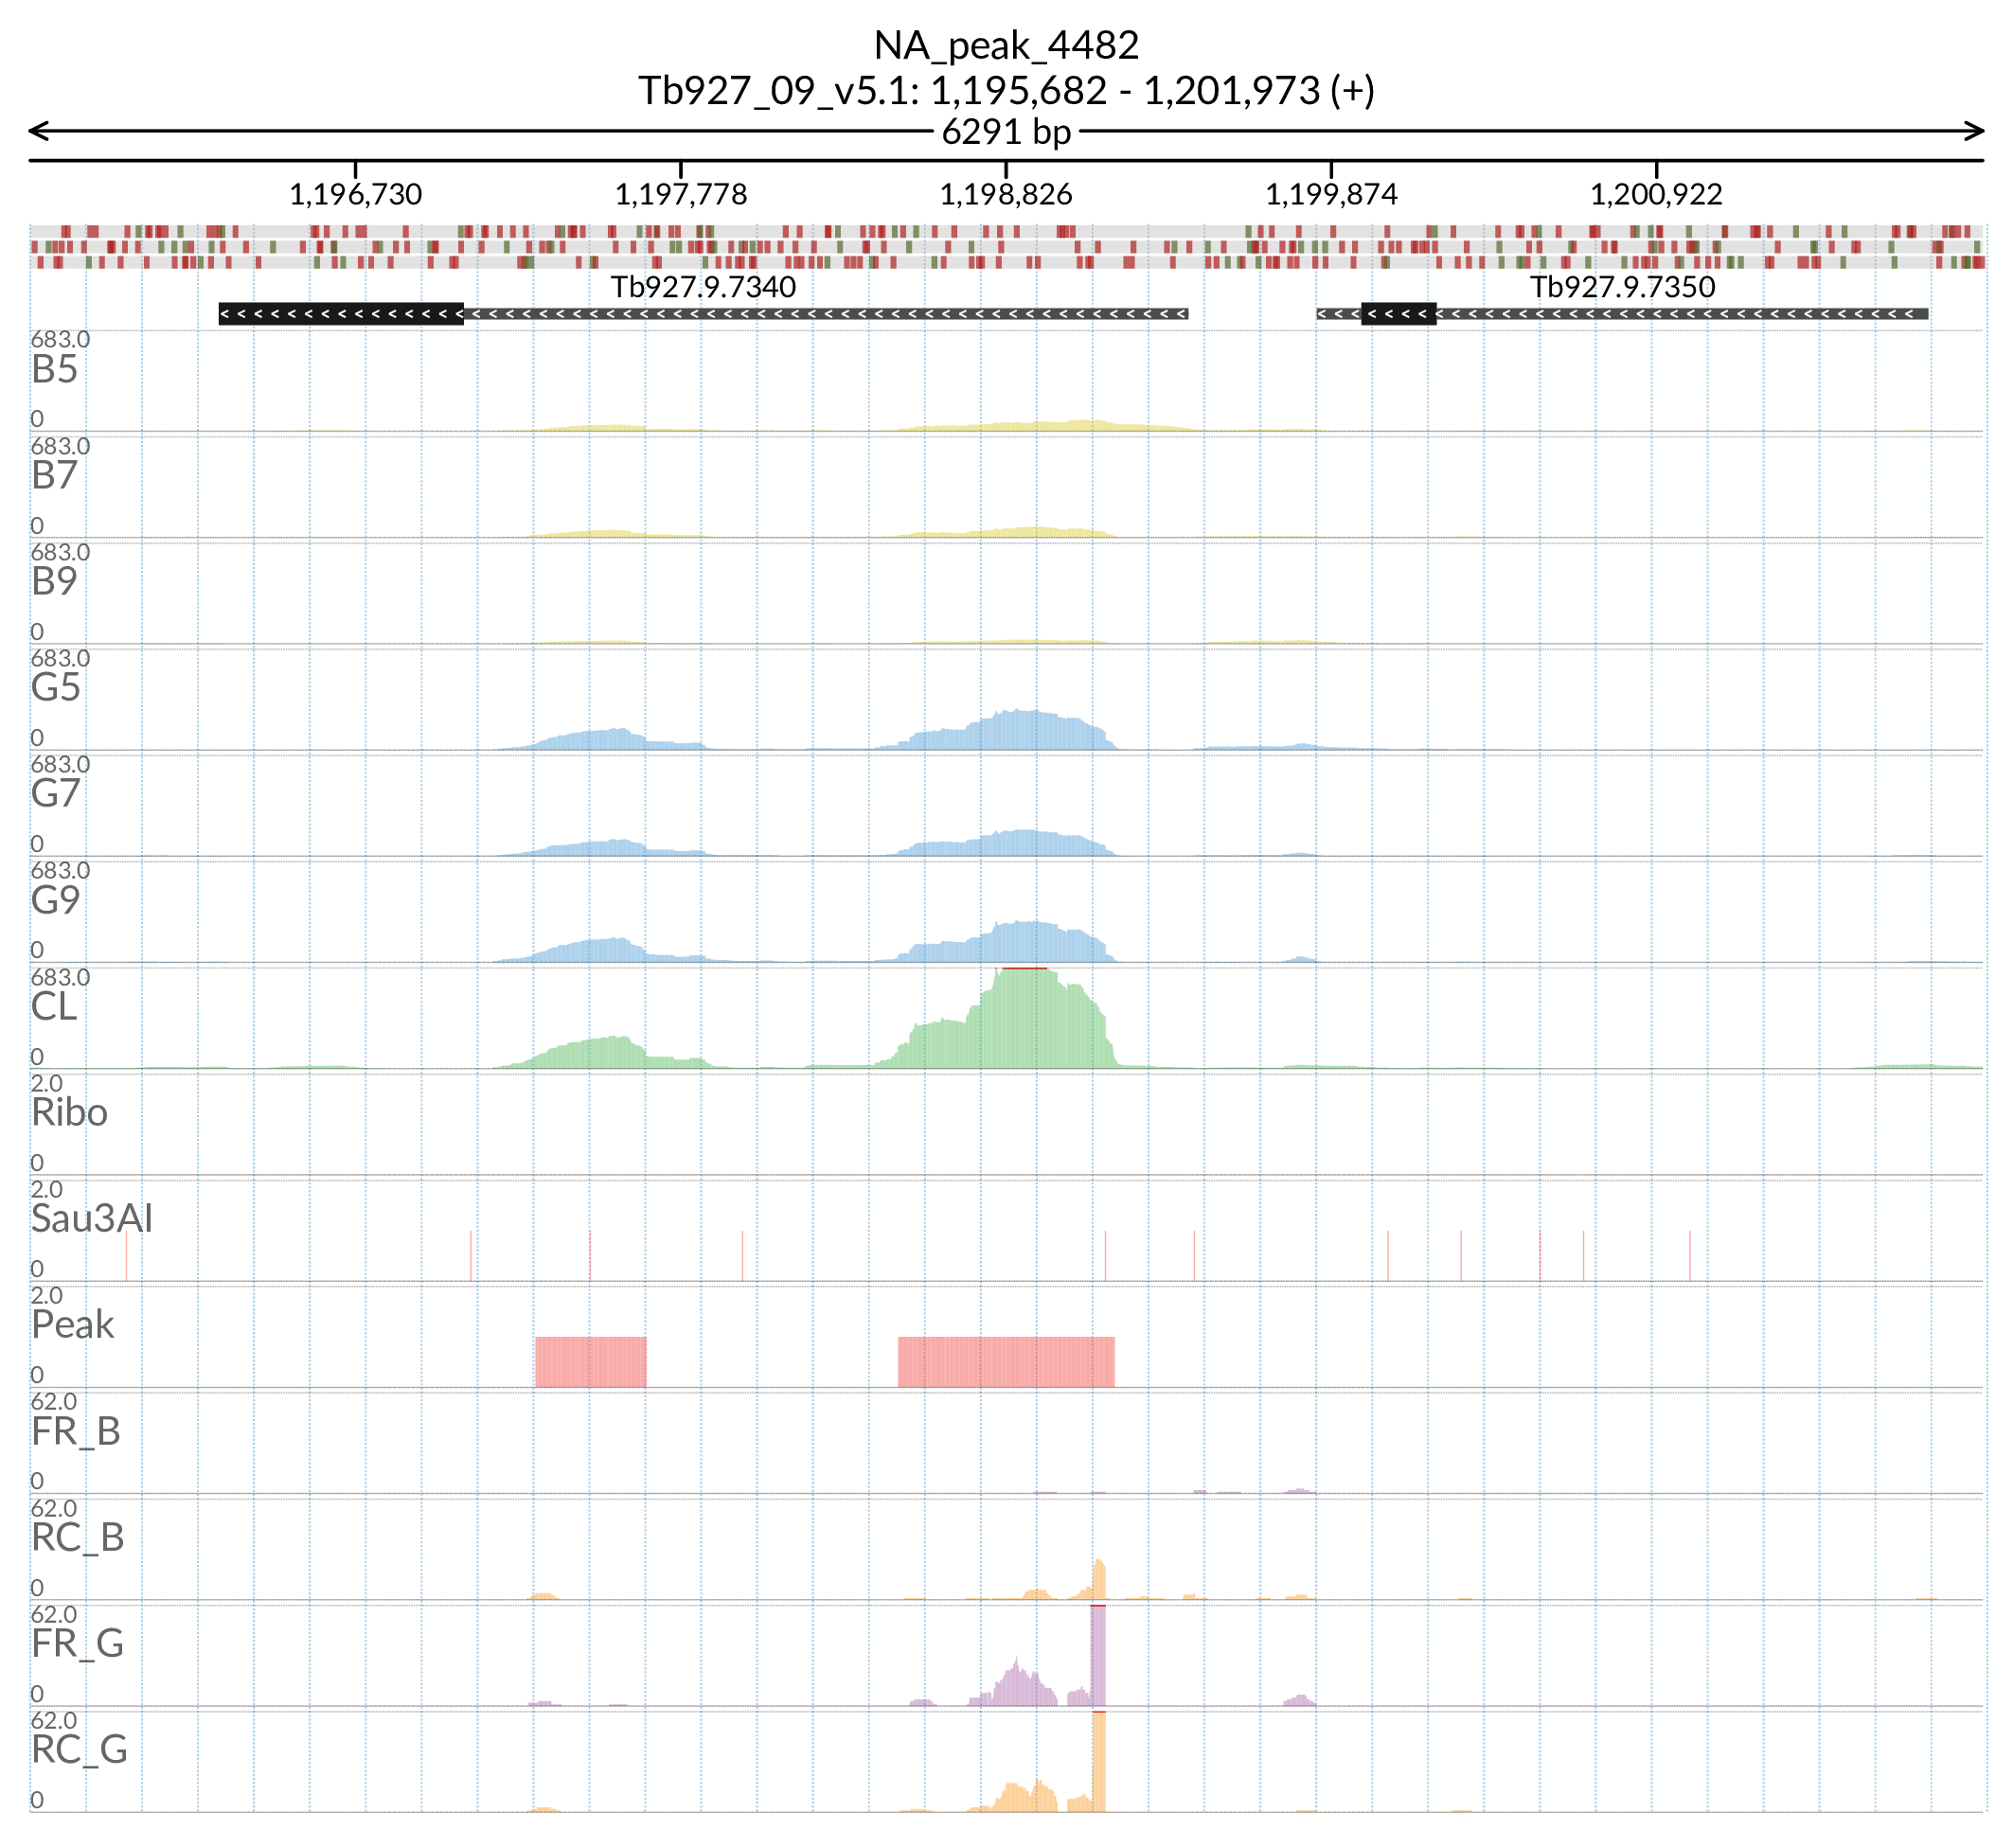 NA_peak_4482
Tb927_09_v5.1: 1,195,682 - 1,201,973 (+)
6291 bp
1,196,730 1,197,778 1,198,826 1,199,874 1,200,922
Tb927.9.7340 Tb927.9.7350
683.0
B5
0
683.0
B7
0
683.0
B9
0
683.0
G5
0
683.0
G7
0
683.0
G9
0
683.0
CL
0
2.0
Ribo
0
2.0
Sau3AI
0
2.0
Peak
0
62.0
FR_B
0
62.0
RC_B
0
62.0
FR_G
0
62.0
RC_G
0